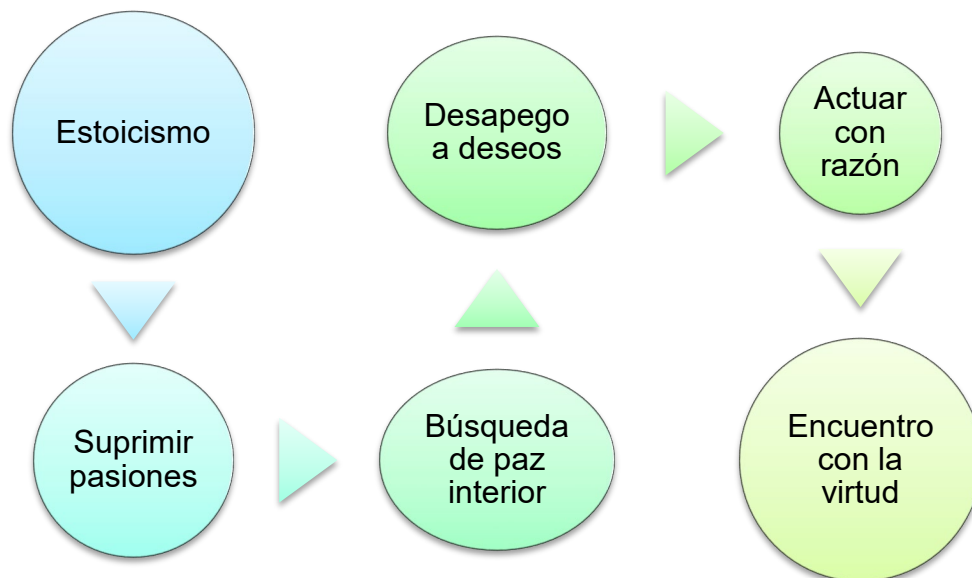 Estoicismo
Suprimir
pasiones
Búsqueda
de paz
interior
Desapego
a deseos
Actuar
con
razón
Encuentro
con la
virtud